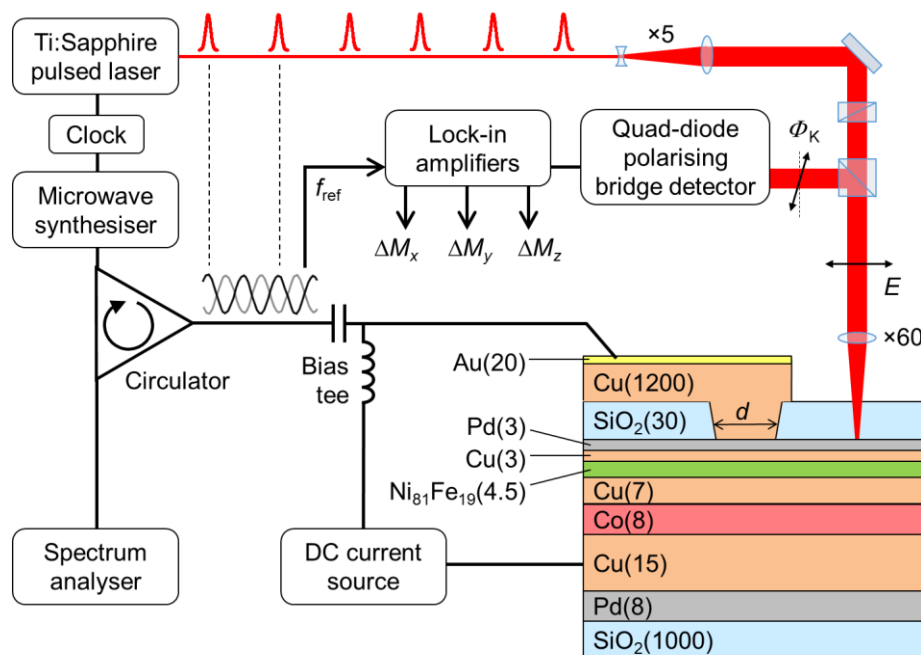 Ti:Sapphire
pulsed laser
×5
Clock
Microwave
synthesiser
Lock-in
amplifiers
Quad-diode
polarising
bridge detector
Φ_K
f_ref
ΔM_x
ΔM_y
ΔM_z
E
×60
Circulator
Bias
tee
Au(20)
Cu(1200)
SiO₂(30)
d
Pd(3)
Cu(3)
Ni₈₁Fe₁₉(4.5)
Cu(7)
Co(8)
Cu(15)
Pd(8)
SiO₂(1000)
Spectrum
analyser
DC current
source